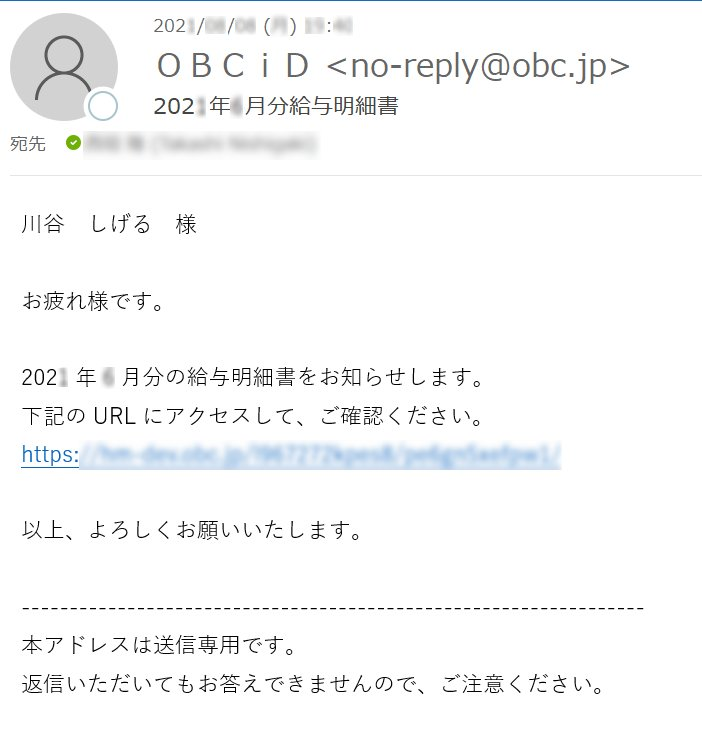 (月)
ＯＢＣｉＤ <no-reply@obc.jp>
年 月分給与明細書
宛先
川谷　しげる　様
お疲れ様です。
年 月分の給与明細書をお知らせします。
下記の URL にアクセスして、ご確認ください。
https:
以上、よろしくお願いいたします。
-----------------------------------------------------------------
本アドレスは送信専用です。
返信いただいてもお答えできませんので、ご注意ください。